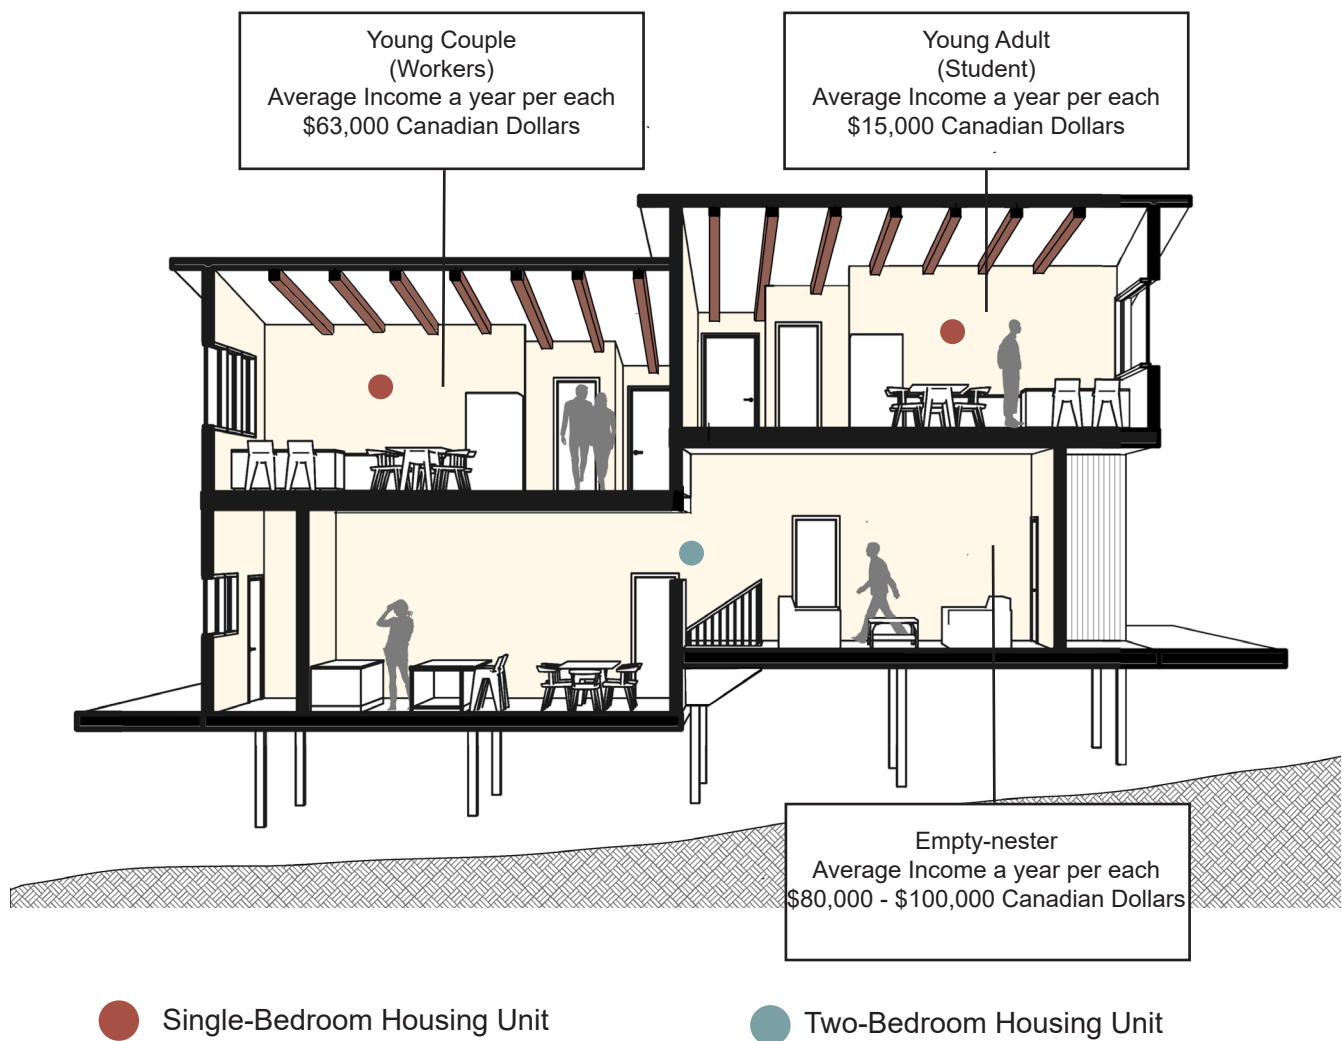 Young Couple
(Workers)
Average Income a year per each
$63,000 Canadian Dollars
Young Adult
(Student)
Average Income a year per each
$15,000 Canadian Dollars
Empty-nester
Average Income a year per each
$80,000 - $100,000 Canadian Dollars
Single-Bedroom Housing Unit
Two-Bedroom Housing Unit